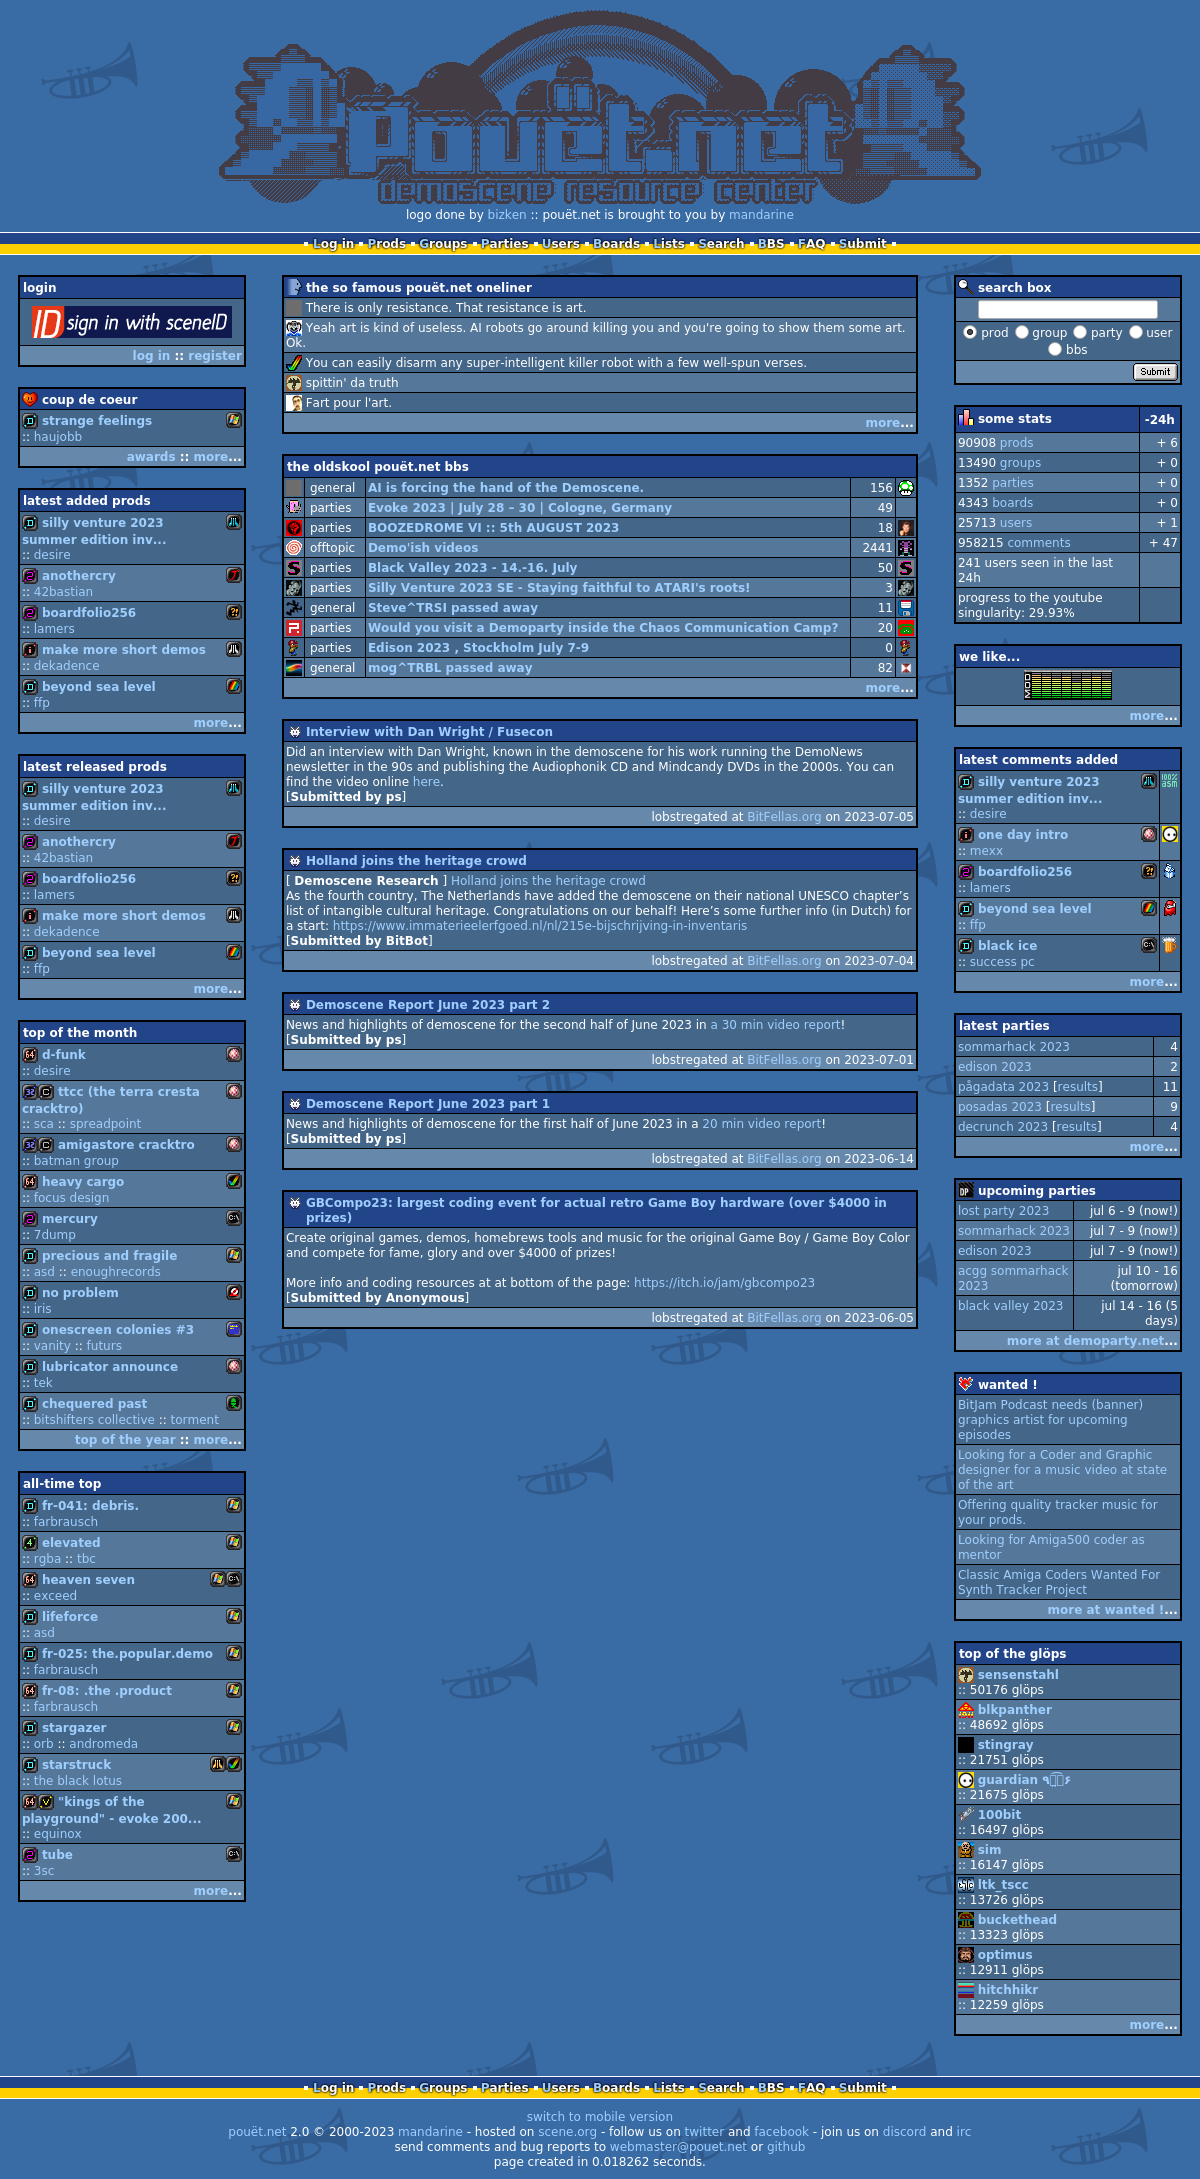 Pouët.net
demoscene resource center
logo done by bizken :: pouët.net is brought to you by mandarine
Log in Prods Groups Parties Users Boards Lists Search BBS FAQ Submit
login
ID sign in with sceneID
log in :: register
coup de coeur
strange feelings
:: haujobb
awards :: more...
latest added prods
silly venture 2023
summer edition inv...
:: desire
anothercry
:: 42bastian
boardfolio256
:: lamers
make more short demos
:: dekadence
beyond sea level
:: ffp
more...
latest released prods
silly venture 2023
summer edition inv...
:: desire
anothercry
:: 42bastian
boardfolio256
:: lamers
make more short demos
:: dekadence
beyond sea level
:: ffp
more...
top of the month
d-funk
:: desire
ttcc (the terra cresta
cracktro)
:: sca :: spreadpoint
amigastore cracktro
:: batman group
heavy cargo
:: focus design
mercury
:: 7dump
precious and fragile
:: asd :: enoughrecords
no problem
:: iris
onescreen colonies #3
:: vanity :: futurs
lubricator announce
:: tek
chequered past
:: bitshifters collective :: torment
top of the year :: more...
all-time top
fr-041: debris.
:: farbrausch
elevated
:: rgba :: tbc
heaven seven
:: exceed
lifeforce
:: asd
fr-025: the.popular.demo
:: farbrausch
fr-08: .the .product
:: farbrausch
stargazer
:: orb :: andromeda
starstruck
:: the black lotus
"kings of the
playground" - evoke 200...
:: equinox
tube
:: 3sc
more...
the so famous pouët.net oneliner
There is only resistance. That resistance is art.
Yeah art is kind of useless. AI robots go around killing you and you're going to show them some art.
Ok.
You can easily disarm any super-intelligent killer robot with a few well-spun verses.
spittin' da truth
Fart pour l'art.
more...
the oldskool pouët.net bbs
general AI is forcing the hand of the Demoscene. 156
parties Evoke 2023 | July 28 – 30 | Cologne, Germany 49
parties BOOZEDROME VI :: 5th AUGUST 2023 18
offtopic Demo'ish videos 2441
parties Black Valley 2023 - 14.-16. July 50
parties Silly Venture 2023 SE - Staying faithful to ATARI's roots! 3
general Steve^TRSI passed away 11
parties Would you visit a Demoparty inside the Chaos Communication Camp? 20
parties Edison 2023 , Stockholm July 7-9 0
general mog^TRBL passed away 82
more...
Interview with Dan Wright / Fusecon
Did an interview with Dan Wright, known in the demoscene for his work running the DemoNews
newsletter in the 90s and publishing the Audiophonik CD and Mindcandy DVDs in the 2000s. You can
find the video online here.
[Submitted by ps]
lobstregated at BitFellas.org on 2023-07-05
Holland joins the heritage crowd
[ Demoscene Research ] Holland joins the heritage crowd
As the fourth country, The Netherlands have added the demoscene on their national UNESCO chapter’s
list of intangible cultural heritage. Congratulations on our behalf! Here’s some further info (in Dutch) for
a start: https://www.immaterieelerfgoed.nl/nl/215e-bijschrijving-in-inventaris
[Submitted by BitBot]
lobstregated at BitFellas.org on 2023-07-04
Demoscene Report June 2023 part 2
News and highlights of demoscene for the second half of June 2023 in a 30 min video report!
[Submitted by ps]
lobstregated at BitFellas.org on 2023-07-01
Demoscene Report June 2023 part 1
News and highlights of demoscene for the first half of June 2023 in a 20 min video report!
[Submitted by ps]
lobstregated at BitFellas.org on 2023-06-14
GBCompo23: largest coding event for actual retro Game Boy hardware (over $4000 in
prizes)
Create original games, demos, homebrews tools and music for the original Game Boy / Game Boy Color
and compete for fame, glory and over $4000 of prizes!
More info and coding resources at at bottom of the page: https://itch.io/jam/gbcompo23
[Submitted by Anonymous]
lobstregated at BitFellas.org on 2023-06-05
search box
prod group party user
bbs
Submit
some stats -24h
90908 prods + 6
13490 groups + 0
1352 parties + 0
4343 boards + 0
25713 users + 1
958215 comments + 47
241 users seen in the last
24h
progress to the youtube
singularity: 29.93%
we like...
more...
latest comments added
silly venture 2023
summer edition inv...
:: desire
one day intro
:: mexx
boardfolio256
:: lamers
beyond sea level
:: ffp
black ice
:: success pc
more...
latest parties
sommarhack 2023 4
edison 2023 2
pågadata 2023 [results] 11
posadas 2023 [results] 9
decrunch 2023 [results] 4
more...
upcoming parties
lost party 2023 jul 6 - 9 (now!)
sommarhack 2023 jul 7 - 9 (now!)
edison 2023 jul 7 - 9 (now!)
acgg sommarhack jul 10 - 16
2023 (tomorrow)
black valley 2023 jul 14 - 16 (5
days)
more at demoparty.net...
wanted !
BitJam Podcast needs (banner)
graphics artist for upcoming
episodes
Looking for a Coder and Graphic
designer for a music video at state
of the art
Offering quality tracker music for
your prods.
Looking for Amiga500 coder as
mentor
Classic Amiga Coders Wanted For
Synth Tracker Project
more at wanted !...
top of the glöps
sensenstahl
:: 50176 glöps
blkpanther
:: 48692 glöps
stingray
:: 21751 glöps
guardian
:: 21675 glöps
100bit
:: 16497 glöps
sim
:: 16147 glöps
ltk_tscc
:: 13726 glöps
buckethead
:: 13323 glöps
optimus
:: 12911 glöps
hitchhikr
:: 12259 glöps
more...
Log in Prods Groups Parties Users Boards Lists Search BBS FAQ Submit
switch to mobile version
pouët.net 2.0 © 2000-2023 mandarine - hosted on scene.org - follow us on twitter and facebook - join us on discord and irc
send comments and bug reports to webmaster@pouet.net or github
page created in 0.018262 seconds.